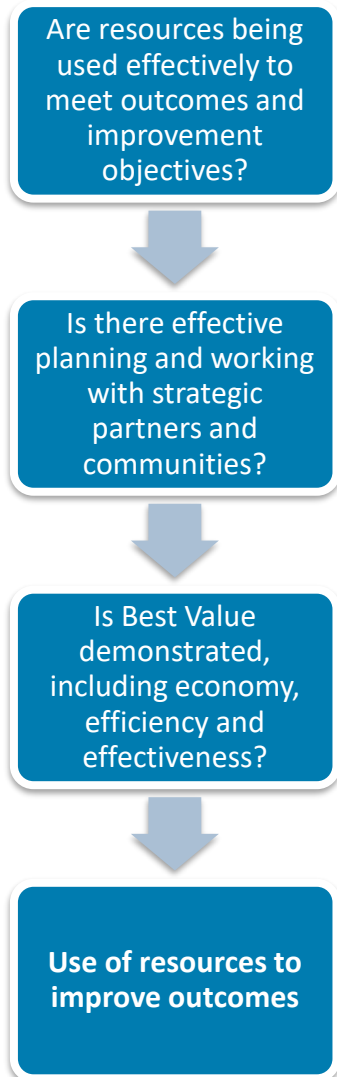 Are resources being
used effectively to
meet outcomes and
improvement
objectives?
Is there effective
planning and working
with strategic
partners and
communities?
Is Best Value
demonstrated,
including economy,
efficiency and
effectiveness?
Use of resources to
improve outcomes